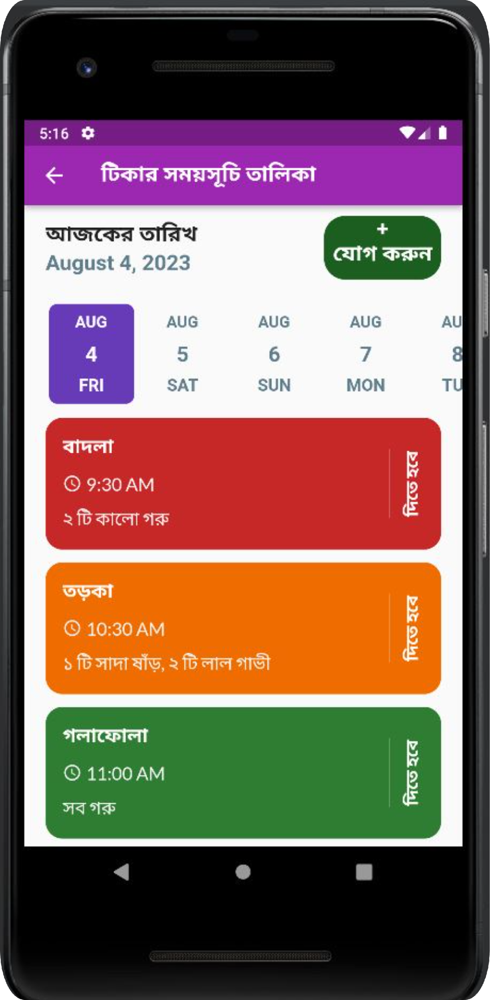 5:16
টিকার সময়সূচি তালিকা
আজকের তারিখ
August 4, 2023
+
যোগ করুন
AUG AUG AUG AUG AU
4 5 6 7 8
FRI SAT SUN MON TU
বাদলা
9:30 AM
২ টি কালো গরু
দিতে হবে
তড়কা
10:30 AM
১ টি সাদা ষাঁড়, ২ টি লাল গাভী
দিতে হবে
গলাফোলা
11:00 AM
সব গরু
দিতে হবে